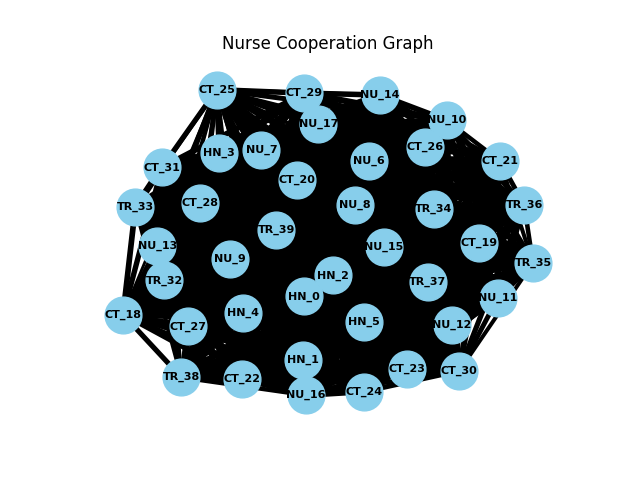 Nurse Cooperation Graph
CT_25
CT_29
NU_14
NU_10
NU_17
CT_26
HN_3
NU_7
NU_6
CT_21
CT_31
CT_20
CT_28
TR_33
NU_8
TR_34
TR_36
TR_39
NU_13
NU_15
CT_19
NU_9
TR_35
HN_2
TR_32
TR_37
HN_0
NU_11
CT_18
HN_4
HN_5
CT_27
NU_12
HN_1
CT_23
CT_30
TR_38
CT_22
NU_16
CT_24